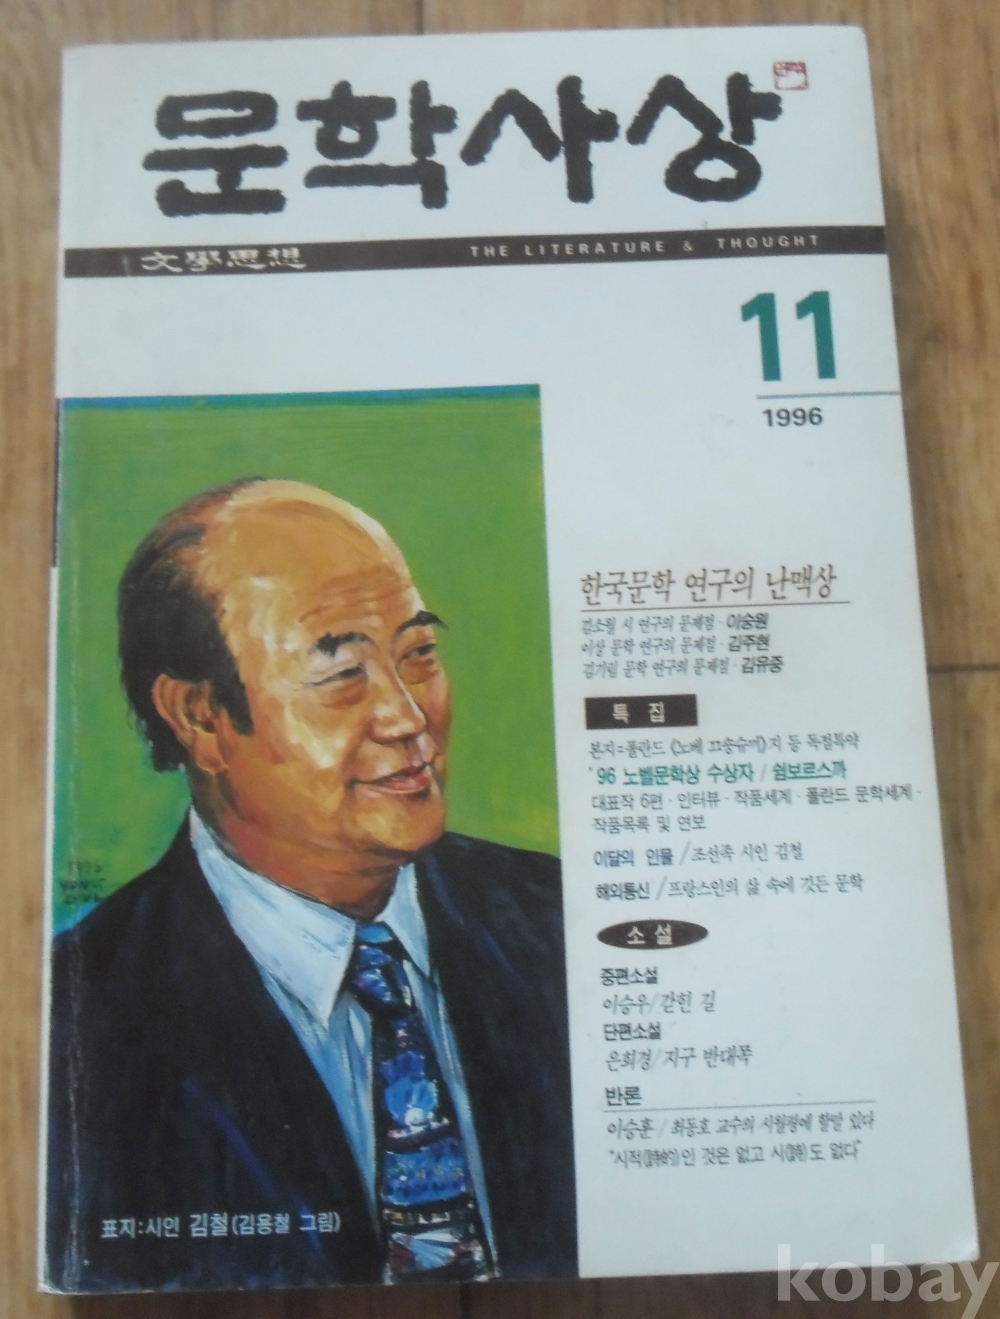 문학사상
文學思想
THE LITERATURE & THOUGHT
11
1996
한국문학 연구의 난맥상
김소월 시 연구의 문제점 · 이숭원
이상 문학 연구의 문제점 · 김주현
김기림 문학 연구의 문제점 · 김유중
특집
본지=폴란드 《노베 끄숑슈끼》지 등 독점특약
'96 노벨문학상 수상자 / 쉼보르스까
대표작 6편 · 인터뷰 · 작품세계 · 폴란드 문학세계 ·
작품목록 및 연보
이달의 인물 / 조선족 시인 김철
해외통신 / 프랑스인의 삶 속에 깃든 문학
소설
중편소설
이승우/갇힌 길
단편소설
은희경/지구 반대쪽
반론
이승훈 / 최동호 교수의 시월평에 할말 있다
"시적(詩的)인 것은 없고 시(詩)도 없다"
표지:시인 김철(김용철 그림)
kobay